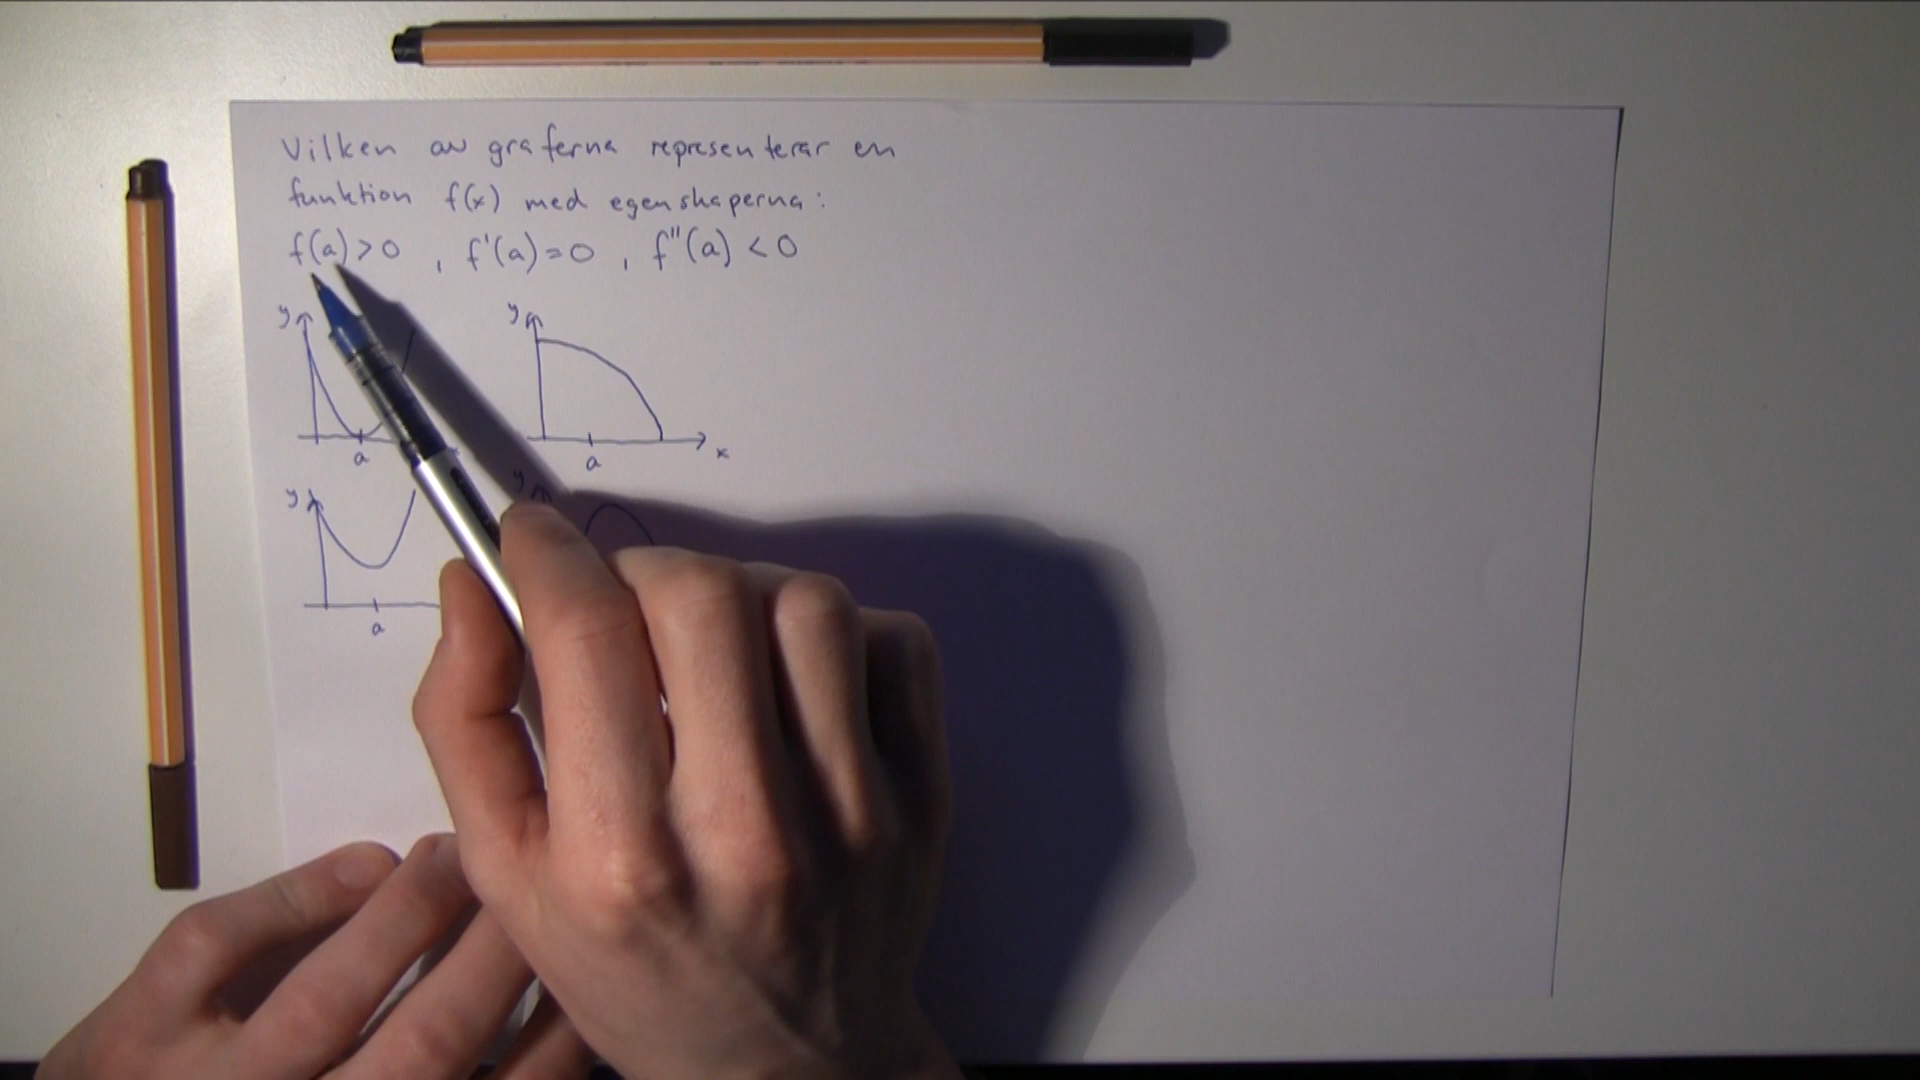 Vilken av graferna representerar en
funktion f(x) med egenskaperna:
f(a)>0 , f'(a)=0 , f''(a) < 0
y
y
a
a
x
y
y
a